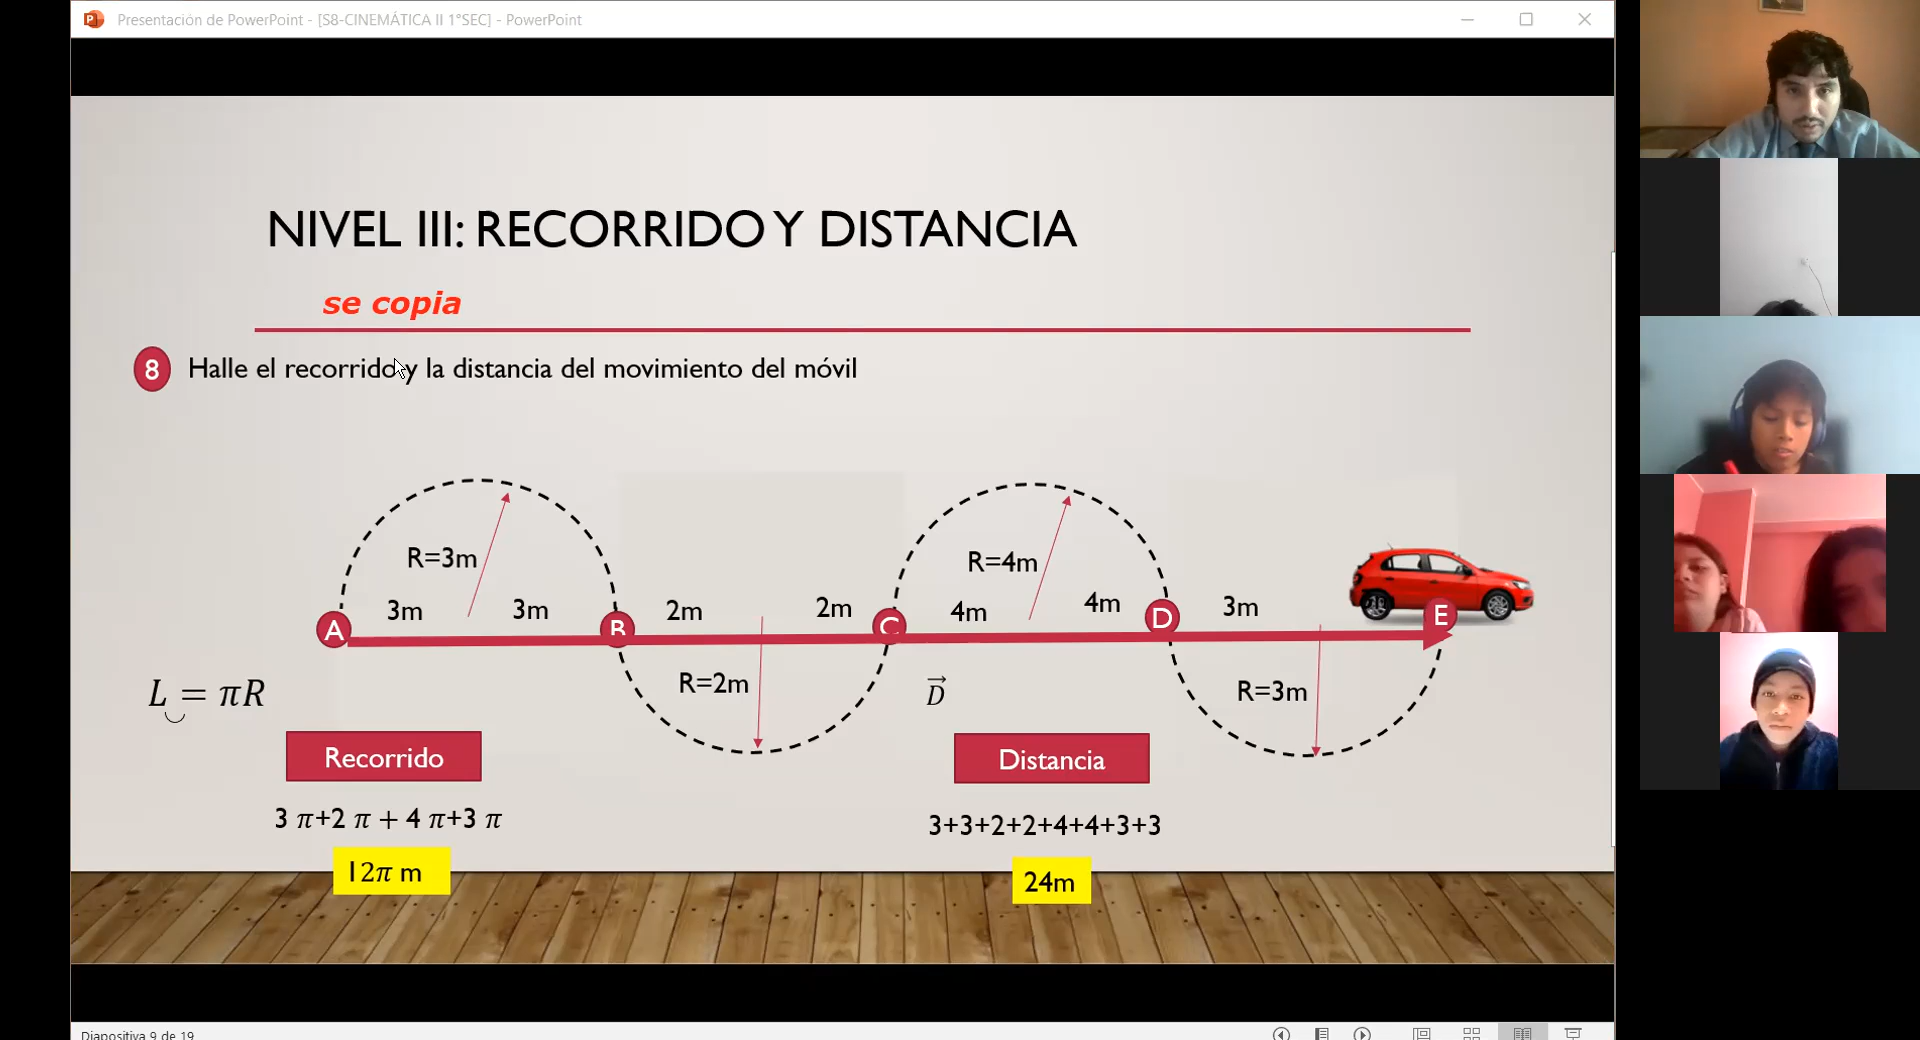 Presentación de PowerPoint - [S8-CINEMÁTICA II 1°SEC] - PowerPoint
NIVEL III: RECORRIDO Y DISTANCIA
se copia
8 Halle el recorrido y la distancia del movimiento del móvil
R=3m
R=4m
3m 3m 2m 2m 4m 4m 3m
A B C D E
R=2m
R=3m
L = πR
D
Recorrido
Distancia
3 π+2 π + 4 π+3 π
3+3+2+2+4+4+3+3
12π m
24m
Diapositiva 9 de 19